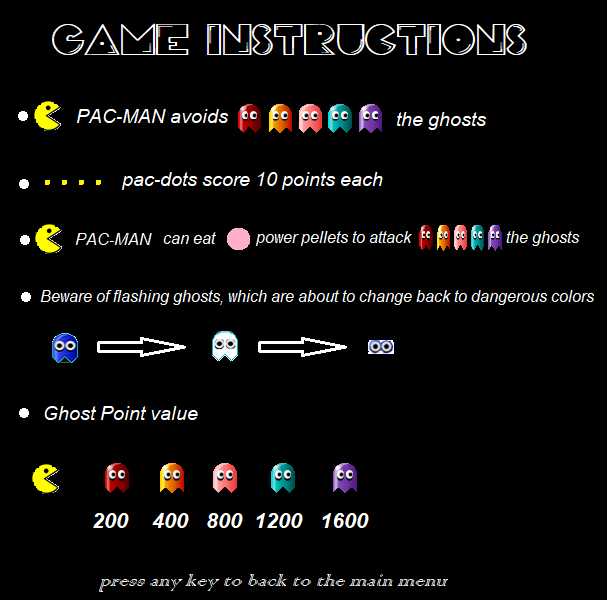 GAME INSTRUCTIONS
PAC-MAN avoids the ghosts
pac-dots score 10 points each
PAC-MAN can eat power pellets to attack the ghosts
Beware of flashing ghosts, which are about to change back to dangerous colors
Ghost Point value
200 400 800 1200 1600
press any key to back to the main menu